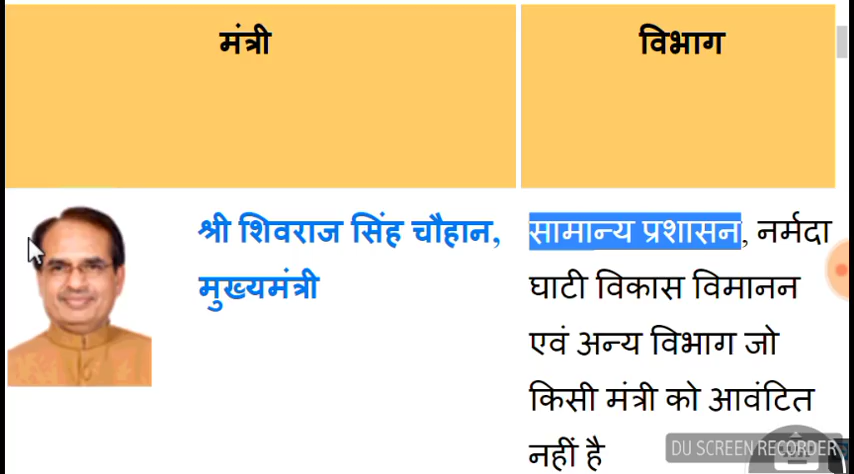 मंत्री
विभाग
श्री शिवराज सिंह चौहान,
मुख्यमंत्री
सामान्य प्रशासन, नर्मदा
घाटी विकास विमानन
एवं अन्य विभाग जो
किसी मंत्री को आवंटित
नहीं है
DU SCREEN RECORDER